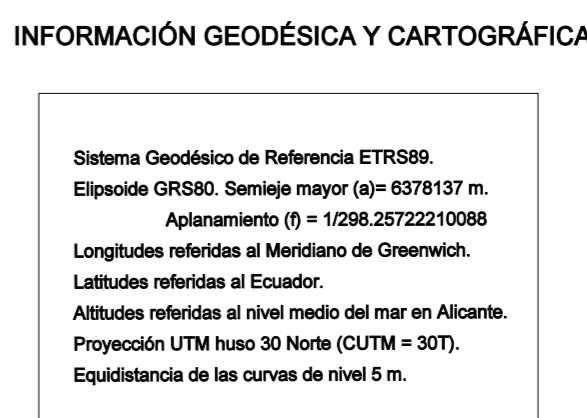 INFORMACIÓN GEODÉSICA Y CARTOGRÁFICA
Sistema Geodésico de Referencia ETRS89.
Elipsoide GRS80. Semieje mayor (a)= 6378137 m.
Aplanamiento (f) = 1/298.25722210088
Longitudes referidas al Meridiano de Greenwich.
Latitudes referidas al Ecuador.
Altitudes referidas al nivel medio del mar en Alicante.
Proyección UTM huso 30 Norte (CUTM = 30T).
Equidistancia de las curvas de nivel 5 m.